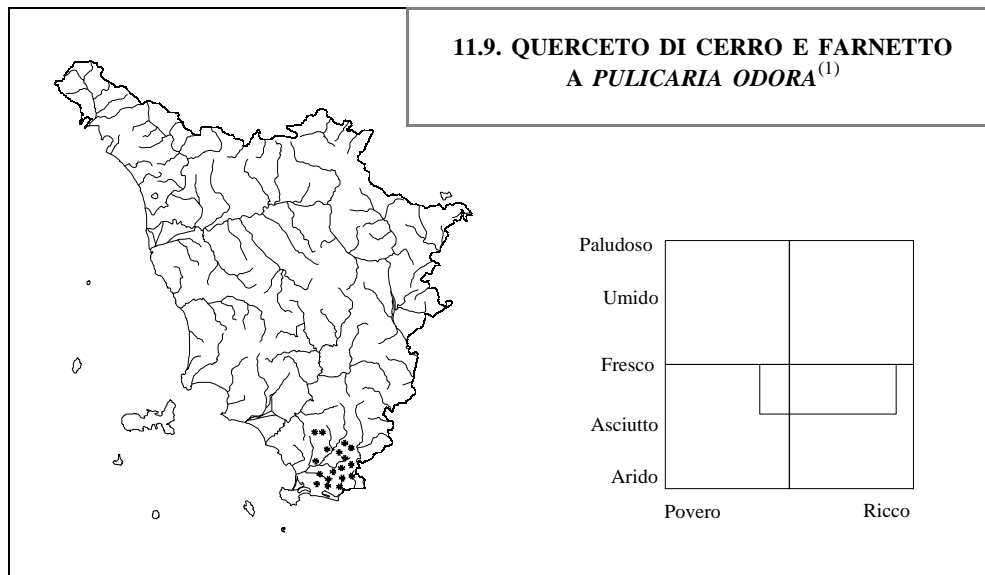 11.9. QUERCETO DI CERRO E FARNETTO
A PULICARIA ODORA(1)
Paludoso
Umido
Fresco
Asciutto
Arido
Povero Ricco